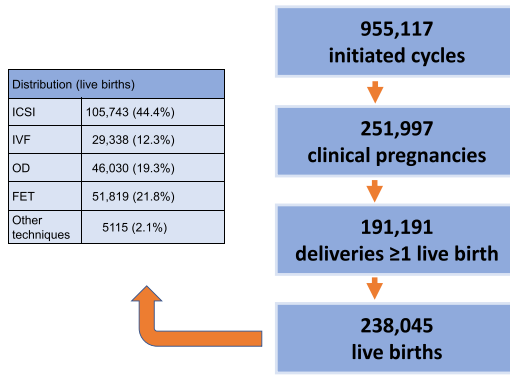 955,117
initiated cycles
251,997
clinical pregnancies
191,191
deliveries ≥1 live birth
238,045
live births
Distribution (live births)
ICSI 105,743 (44.4%)
IVF 29,338 (12.3%)
OD 46,030 (19.3%)
FET 51,819 (21.8%)
Other
techniques 5115 (2.1%)